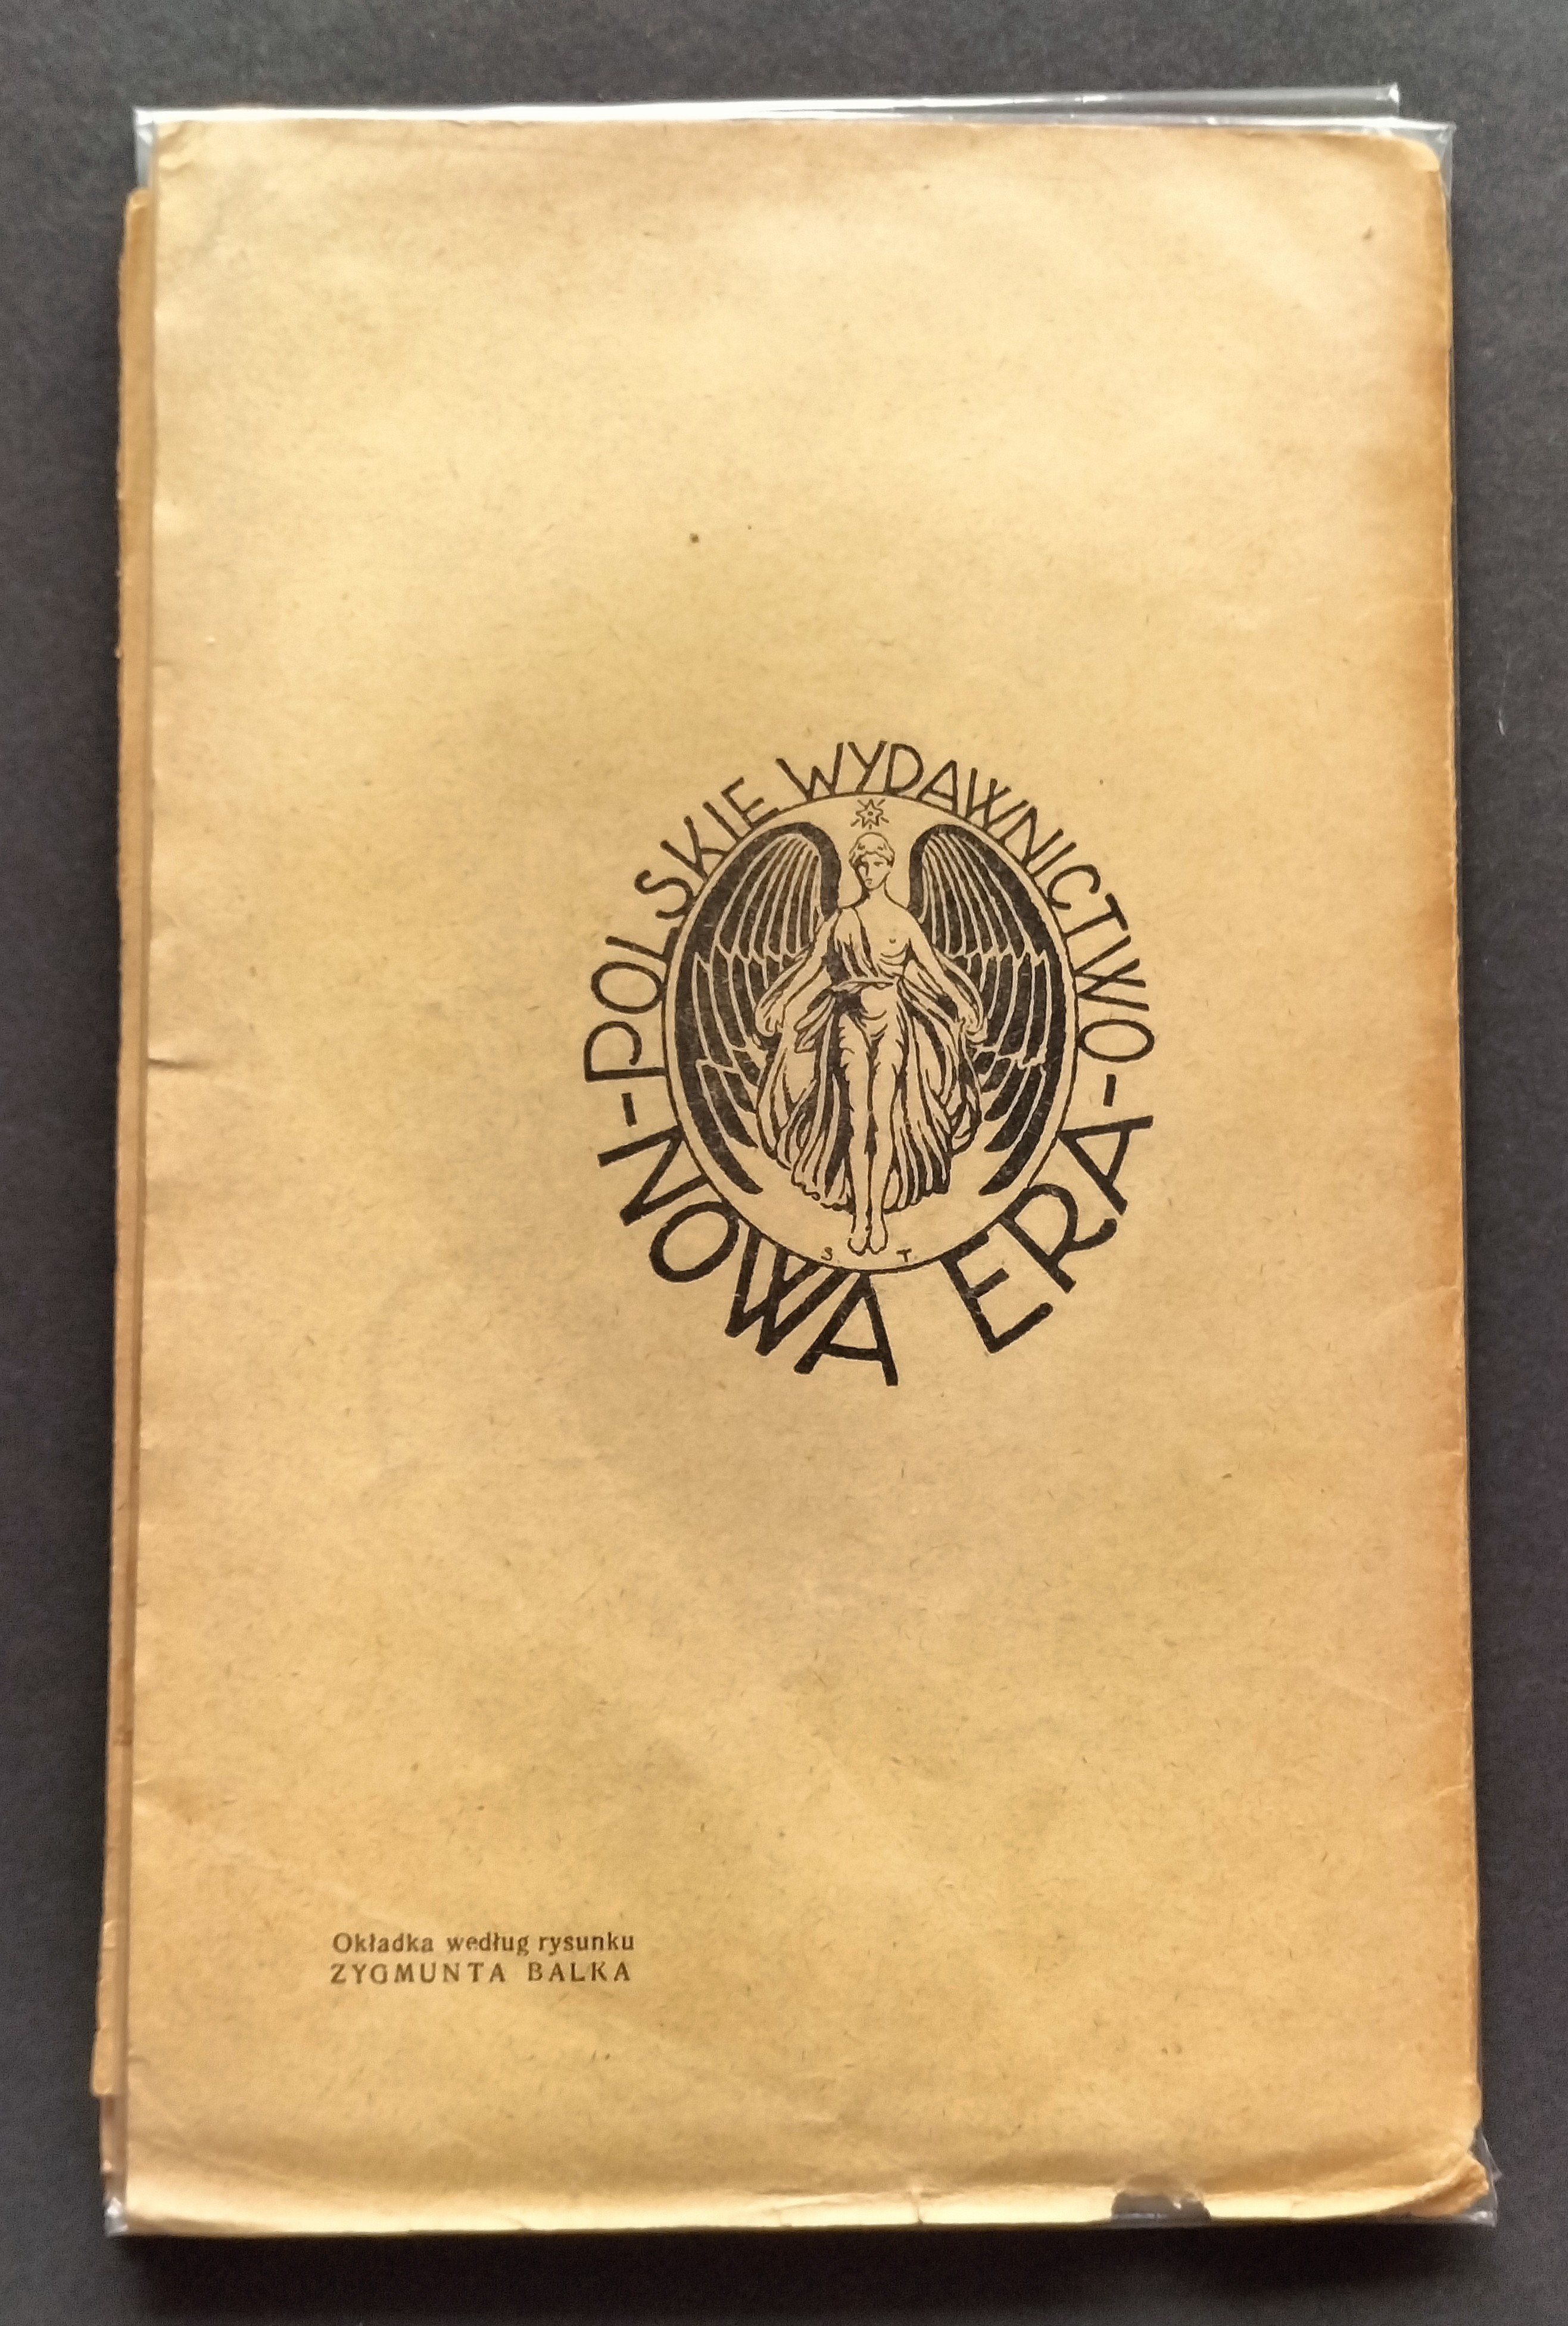 -POLSKIE WYDAWNICTWO-
NOWA ERA
S. T.
Okładka według rysunku
ZYGMUNTA BALKA